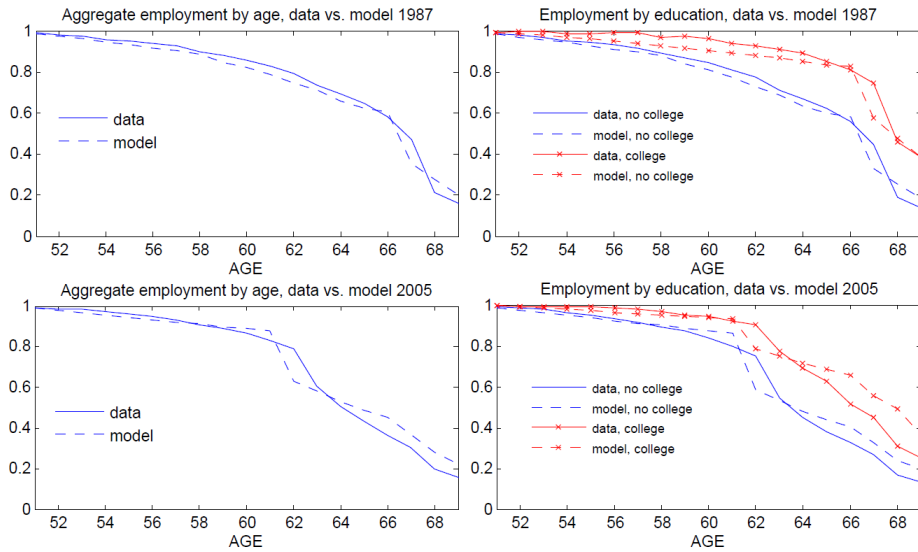 Aggregate employment by age, data vs. model 1987
1
0.8
0.6
0.4
0.2
0
data
model
52 54 56 58 60 62 64 66 68
AGE
Employment by education, data vs. model 1987
1
0.8
0.6
0.4
0.2
0
data, no college
model, no college
data, college
model, no college
52 54 56 58 60 62 64 66 68
AGE
Aggregate employment by age, data vs. model 2005
1
0.8
0.6
0.4
0.2
0
data
model
52 54 56 58 60 62 64 66 68
AGE
Employment by education, data vs. model 2005
1
0.8
0.6
0.4
0.2
0
data, no college
model, no college
data, college
model, college
52 54 56 58 60 62 64 66 68
AGE